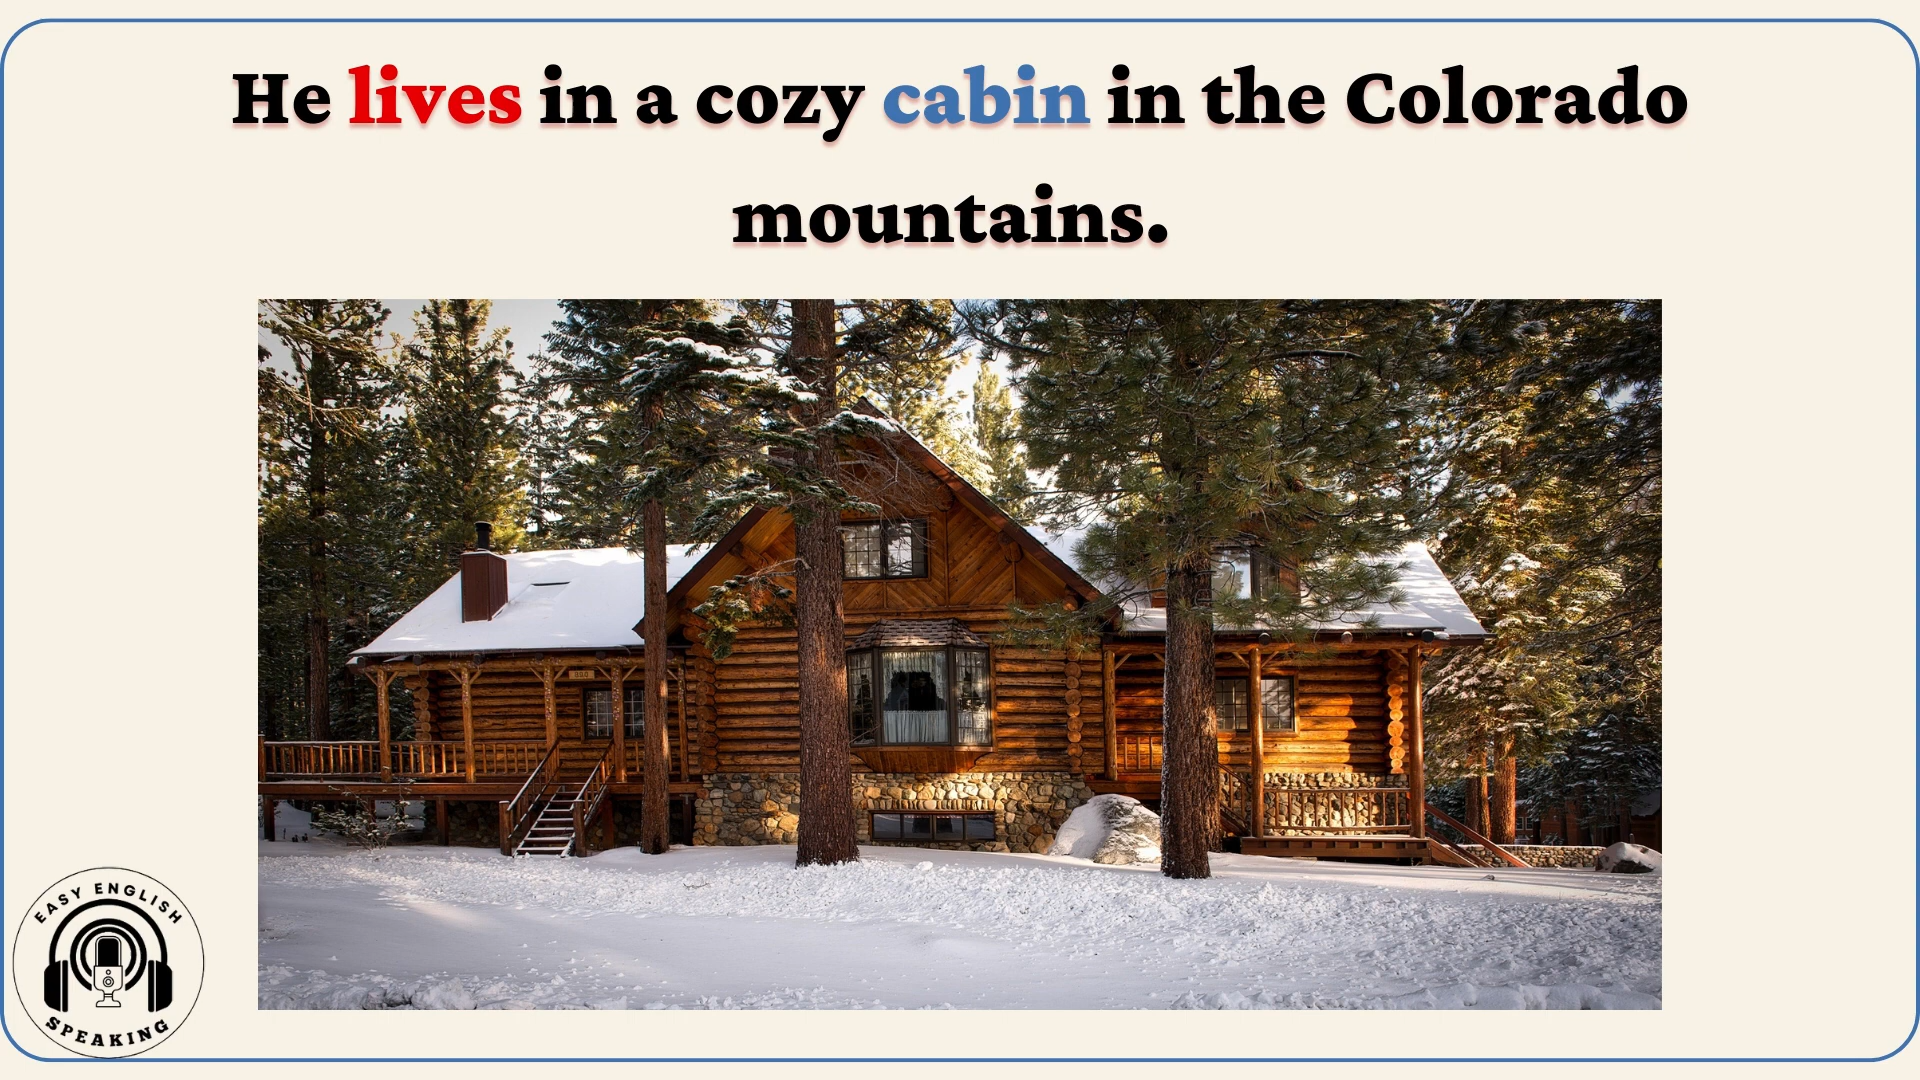 He lives in a cozy cabin in the Colorado
mountains.
EASY ENGLISH
SPEAKING